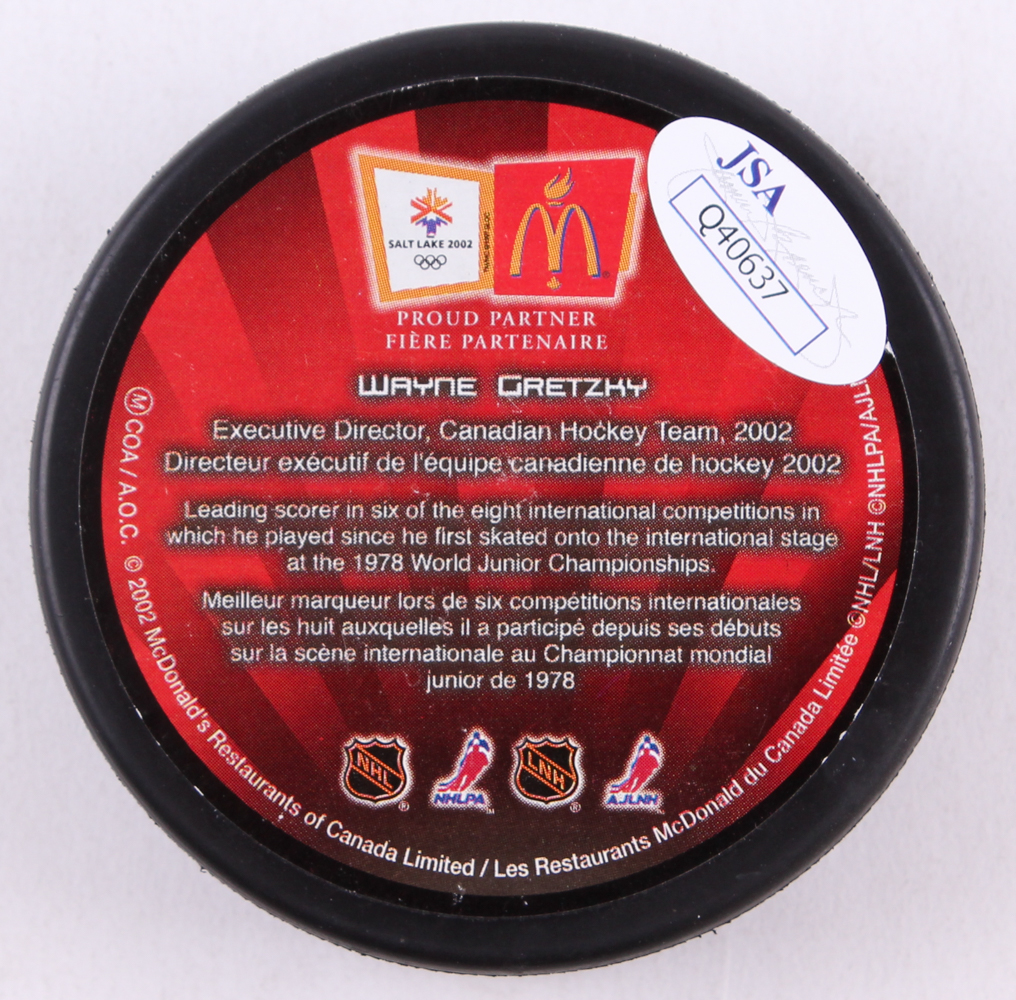 SALT LAKE 2002
JSA
Q40637
PROUD PARTNER
FIÈRE PARTENAIRE
WAYNE GRETZKY
Executive Director, Canadian Hockey Team, 2002
Directeur exécutif de l'équipe canadienne de hockey 2002
Leading scorer in six of the eight international competitions in
which he played since he first skated onto the international stage
at the 1978 World Junior Championships.
Meilleur marqueur lors de six compétitions internationales
sur les huit auxquelles il a participé depuis ses débuts
sur la scène internationale au Championnat mondial
junior de 1978
NHL ®
NHLPA ™
LNH ®
AJLNH
Ⓜ COA / A.O.C. © 2002 McDonald's Restaurants of Canada Limited / Les Restaurants McDonald du Canada Limitée ©NHL/LNH ©NHLPA/AJL